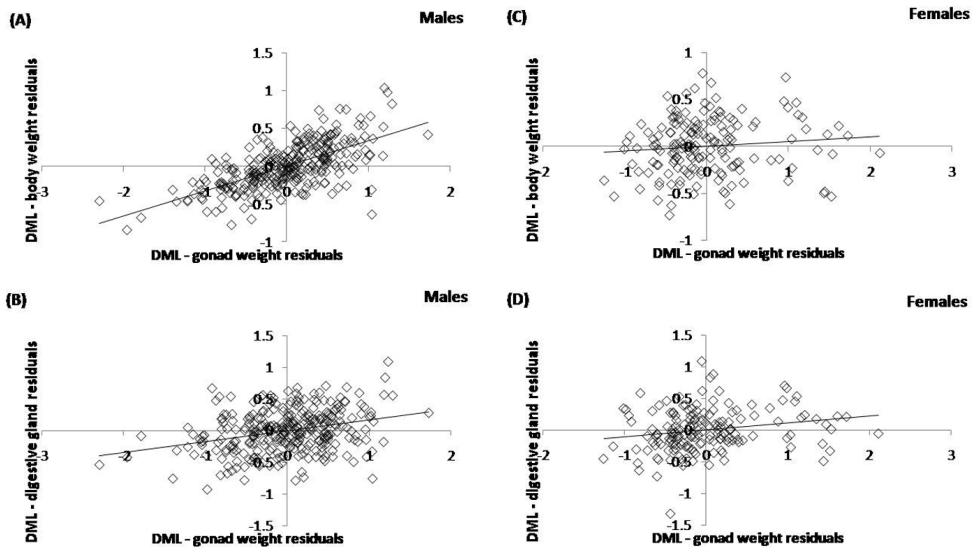 (A)
Males
DML - body weight residuals
1.5
1
0.5
0
-0.5
-1
-3 -2 -1 0 1 2
DML - gonad weight residuals
(C)
Females
DML - body weight residuals
1
0.5
0
-0.5
-1
-2 -1 0 1 2 3
DML - gonad weight residuals
(B)
Males
DML - digestive gland residuals
1.5
1
0.5
0
-0.5
-1
-1.5
-3 -2 -1 0 1 2
DML - gonad weight residuals
(D)
Females
DML - digestive gland residuals
1.5
1
0.5
0
-0.5
-1
-1.5
-2 -1 0 1 2 3
DML - gonad weight residuals